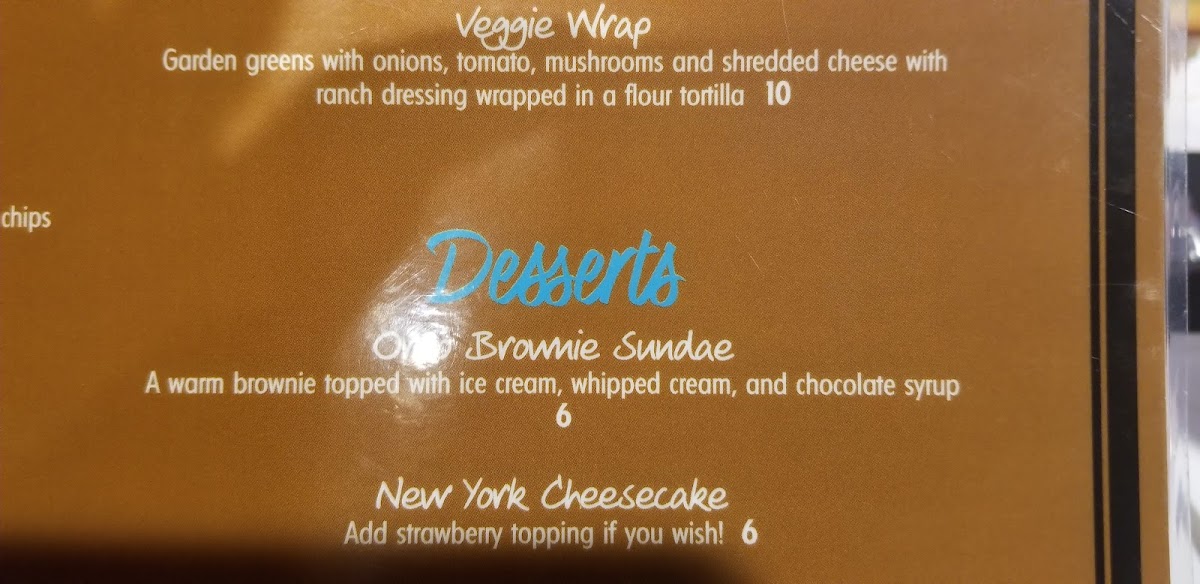 Veggie Wrap
Garden greens with onions, tomato, mushrooms and shredded cheese with
ranch dressing wrapped in a flour tortilla 10
chips
Desserts
Brownie Sundae
A warm brownie topped with ice cream, whipped cream, and chocolate syrup
6
New York Cheesecake
Add strawberry topping if you wish! 6